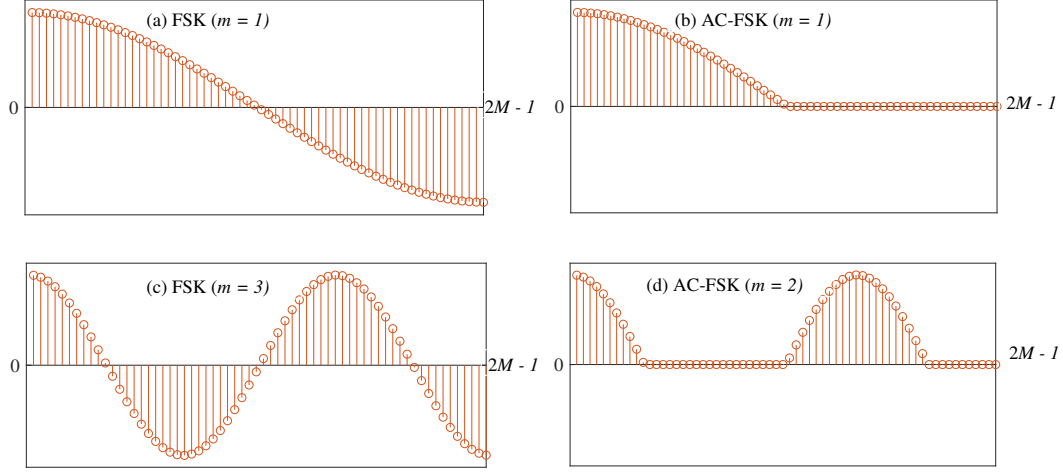 (a) FSK (m = 1)
0
2M - 1
(b) AC-FSK (m = 1)
0
2M - 1
(c) FSK (m = 3)
0
2M - 1
(d) AC-FSK (m = 2)
0
2M - 1